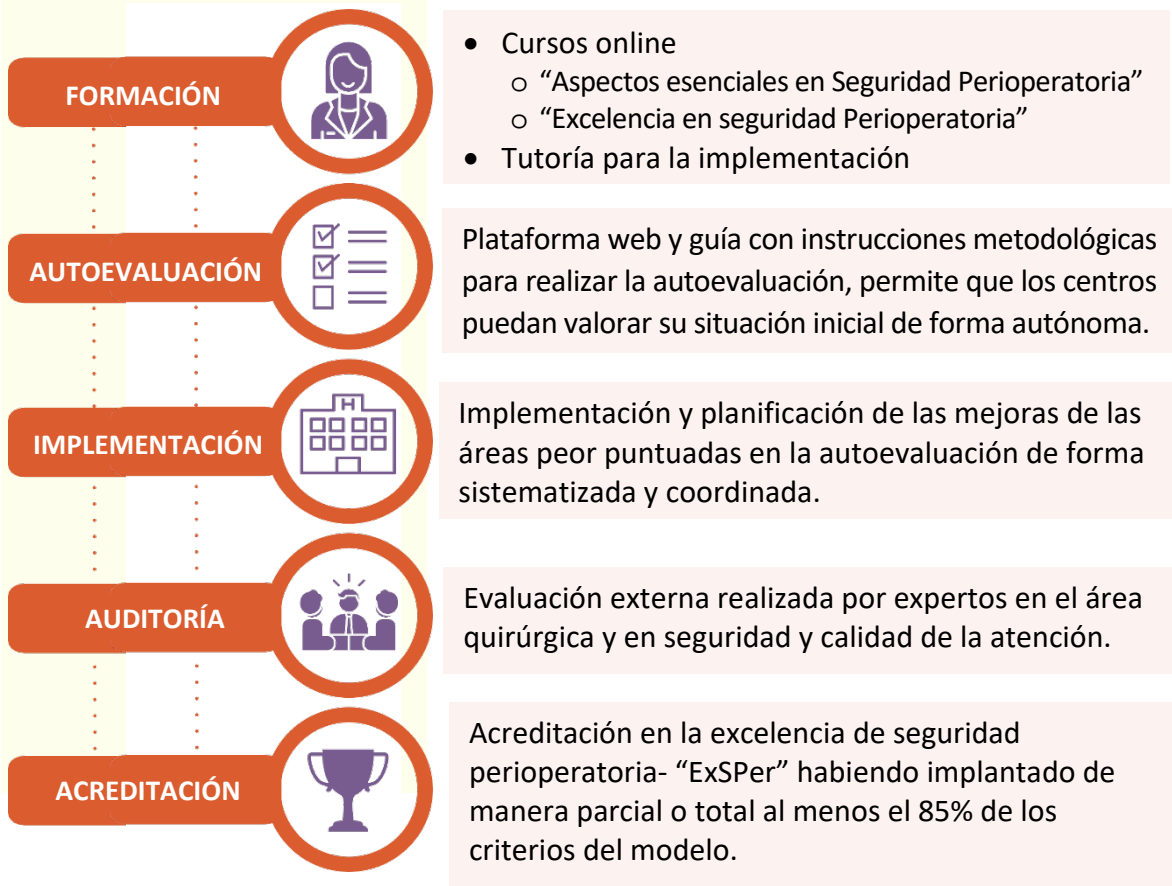 FORMACIÓN
• Cursos online
o “Aspectos esenciales en Seguridad Perioperatoria”
o “Excelencia en seguridad Perioperatoria”
• Tutoría para la implementación
AUTOEVALUACIÓN
Plataforma web y guía con instrucciones metodológicas
para realizar la autoevaluación, permite que los centros
puedan valorar su situación inicial de forma autónoma.
IMPLEMENTACIÓN
H
Implementación y planificación de las mejoras de las
áreas peor puntuadas en la autoevaluación de forma
sistematizada y coordinada.
AUDITORÍA
Evaluación externa realizada por expertos en el área
quirúrgica y en seguridad y calidad de la atención.
ACREDITACIÓN
Acreditación en la excelencia de seguridad
perioperatoria- “ExSPer” habiendo implantado de
manera parcial o total al menos el 85% de los
criterios del modelo.